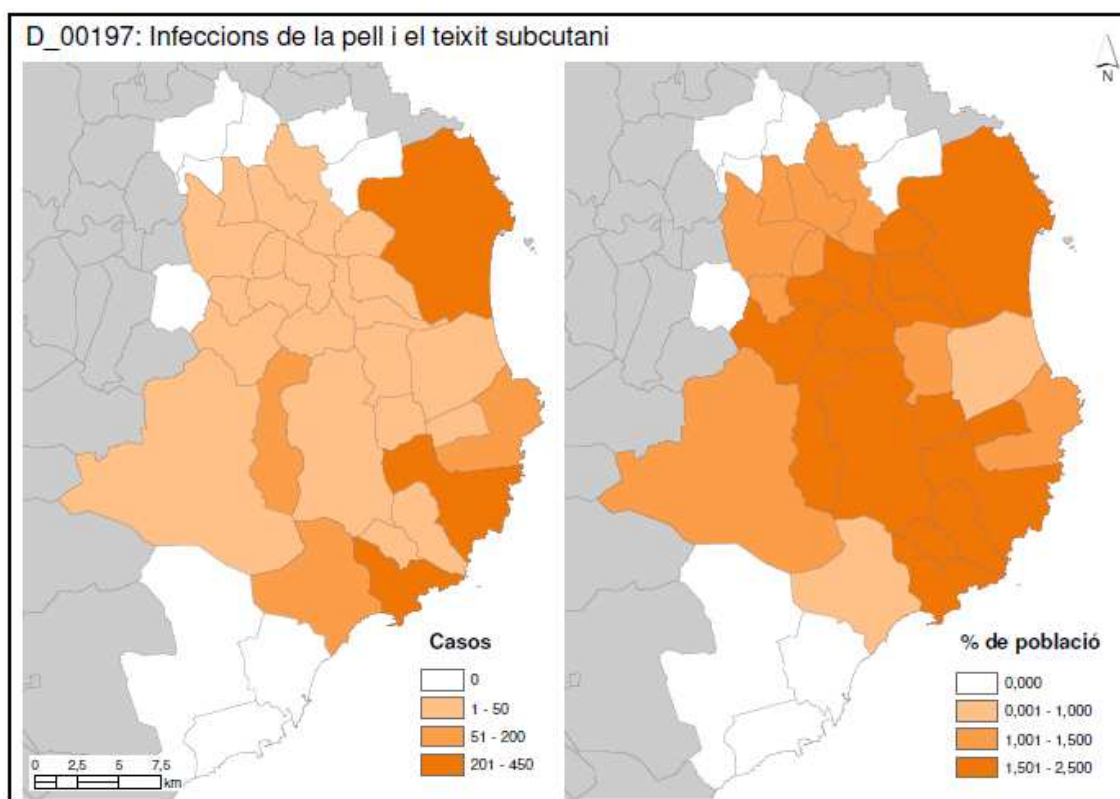 D_00197: Infeccions de la pell i el teixit subcutani
N
Casos
0
1 - 50
51 - 200
201 - 450
0 2,5 5 7,5
km
% de població
0,000
0,001 - 1,000
1,001 - 1,500
1,501 - 2,500